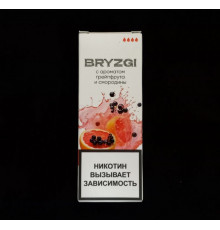 BRYZGI
с ароматом
грейпфрута
и смородины
НИКОТИН
ВЫЗЫВАЕТ
ЗАВИСИМОСТЬ